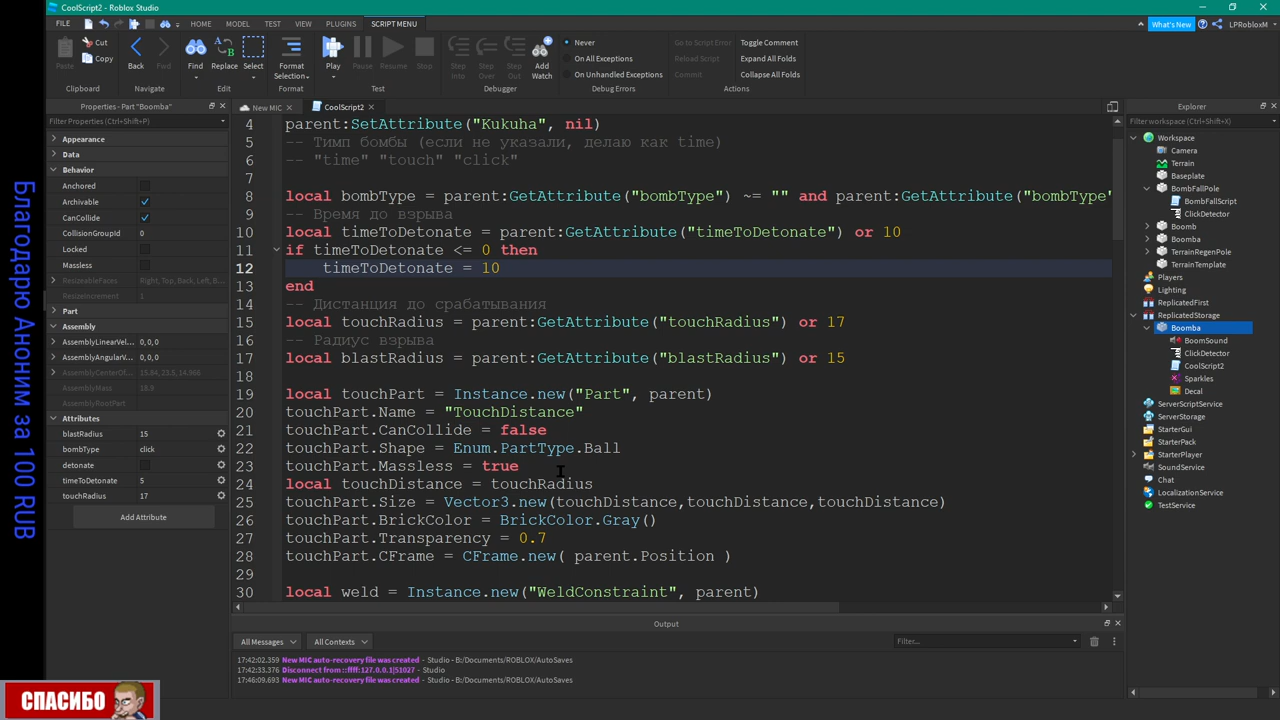 CoolScript2 - Roblox Studio
FILE HOME MODEL TEST VIEW PLUGINS SCRIPT MENU What's New LPRobloxM
Paste Cut Copy Back Fwd Find Replace Select Format Selection Play Pause Resume Stop Step Into Step Over Step Out Add Watch
Never
On All Exceptions
On Unhandled Exceptions
Go to Script Error
Reload Script
Commit
Toggle Comment
Expand All Folds
Collapse All Folds
Clipboard Navigate Edit Format Test Debugger Debug Errors Actions
Properties - Part "Boomba"
Filter Properties (Ctrl+Shift+P)
Appearance
Data
Behavior
Anchored
Archivable
CanCollide
CollisionGroupId 0
Locked
Massless
ResizeableFaces Right, Top, Back, Left, B...
ResizeIncrement 1
Part
Assembly
AssemblyLinearVel... 0, 0, 0
AssemblyAngularV... 0, 0, 0
AssemblyCenterOf... 15.84, 23.5, 14.966
AssemblyMass 18.9
AssemblyRootPart
Attributes
blastRadius 15
bombType click
detonate
timeToDetonate 5
touchRadius 17
Add Attribute
New MIC CoolScript2
4 parent:SetAttribute("Kukuha", nil)
5 -- Тимп бомбы (если не указали, делаю как time)
6 -- "time" "touch" "click"
7
8 local bombType = parent:GetAttribute("bombType") ~= "" and parent:GetAttribute("bombType"
9 -- Время до взрыва
10 local timeToDetonate = parent:GetAttribute("timeToDetonate") or 10
11 if timeToDetonate <= 0 then
12 timeToDetonate = 10
13 end
14 -- Дистанция до срабатывания
15 local touchRadius = parent:GetAttribute("touchRadius") or 17
16 -- Радиус взрыва
17 local blastRadius = parent:GetAttribute("blastRadius") or 15
18
19 local touchPart = Instance.new("Part", parent)
20 touchPart.Name = "TouchDistance"
21 touchPart.CanCollide = false
22 touchPart.Shape = Enum.PartType.Ball
23 touchPart.Massless = true
24 local touchDistance = touchRadius
25 touchPart.Size = Vector3.new(touchDistance,touchDistance,touchDistance)
26 touchPart.BrickColor = BrickColor.Gray()
27 touchPart.Transparency = 0.7
28 touchPart.CFrame = CFrame.new( parent.Position )
29
30 local weld = Instance.new("WeldConstraint", parent)
Output
All Messages All Contexts Filter...
17:42:02.359 New MIC auto-recovery file was created - Studio - B:/Documents/ROBLOX/AutoSaves
17:42:33.376 Disconnect from ::ffff:127.0.0.1|51027 - Studio
17:46:09.693 New MIC auto-recovery file was created - Studio - B:/Documents/ROBLOX/AutoSaves
Explorer
Filter workspace (Ctrl+Shift+X)
Workspace
Camera
Terrain
Baseplate
BombFallPole
BombFallScript
ClickDetector
Boomb
Boomba
TerrainRegenPole
TerrainTemplate
Players
Lighting
ReplicatedFirst
ReplicatedStorage
Boomba
BoomSound
ClickDetector
CoolScript2
Sparkles
Decal
ServerScriptService
ServerStorage
StarterGui
StarterPack
StarterPlayer
SoundService
Chat
LocalizationService
TestService
Благодарю Аноним за 100 RUB
СПАСИБО